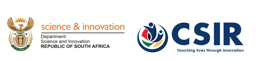 science & innovation
Department:
Science and Innovation
REPUBLIC OF SOUTH AFRICA
CSIR
Touching lives through innovation